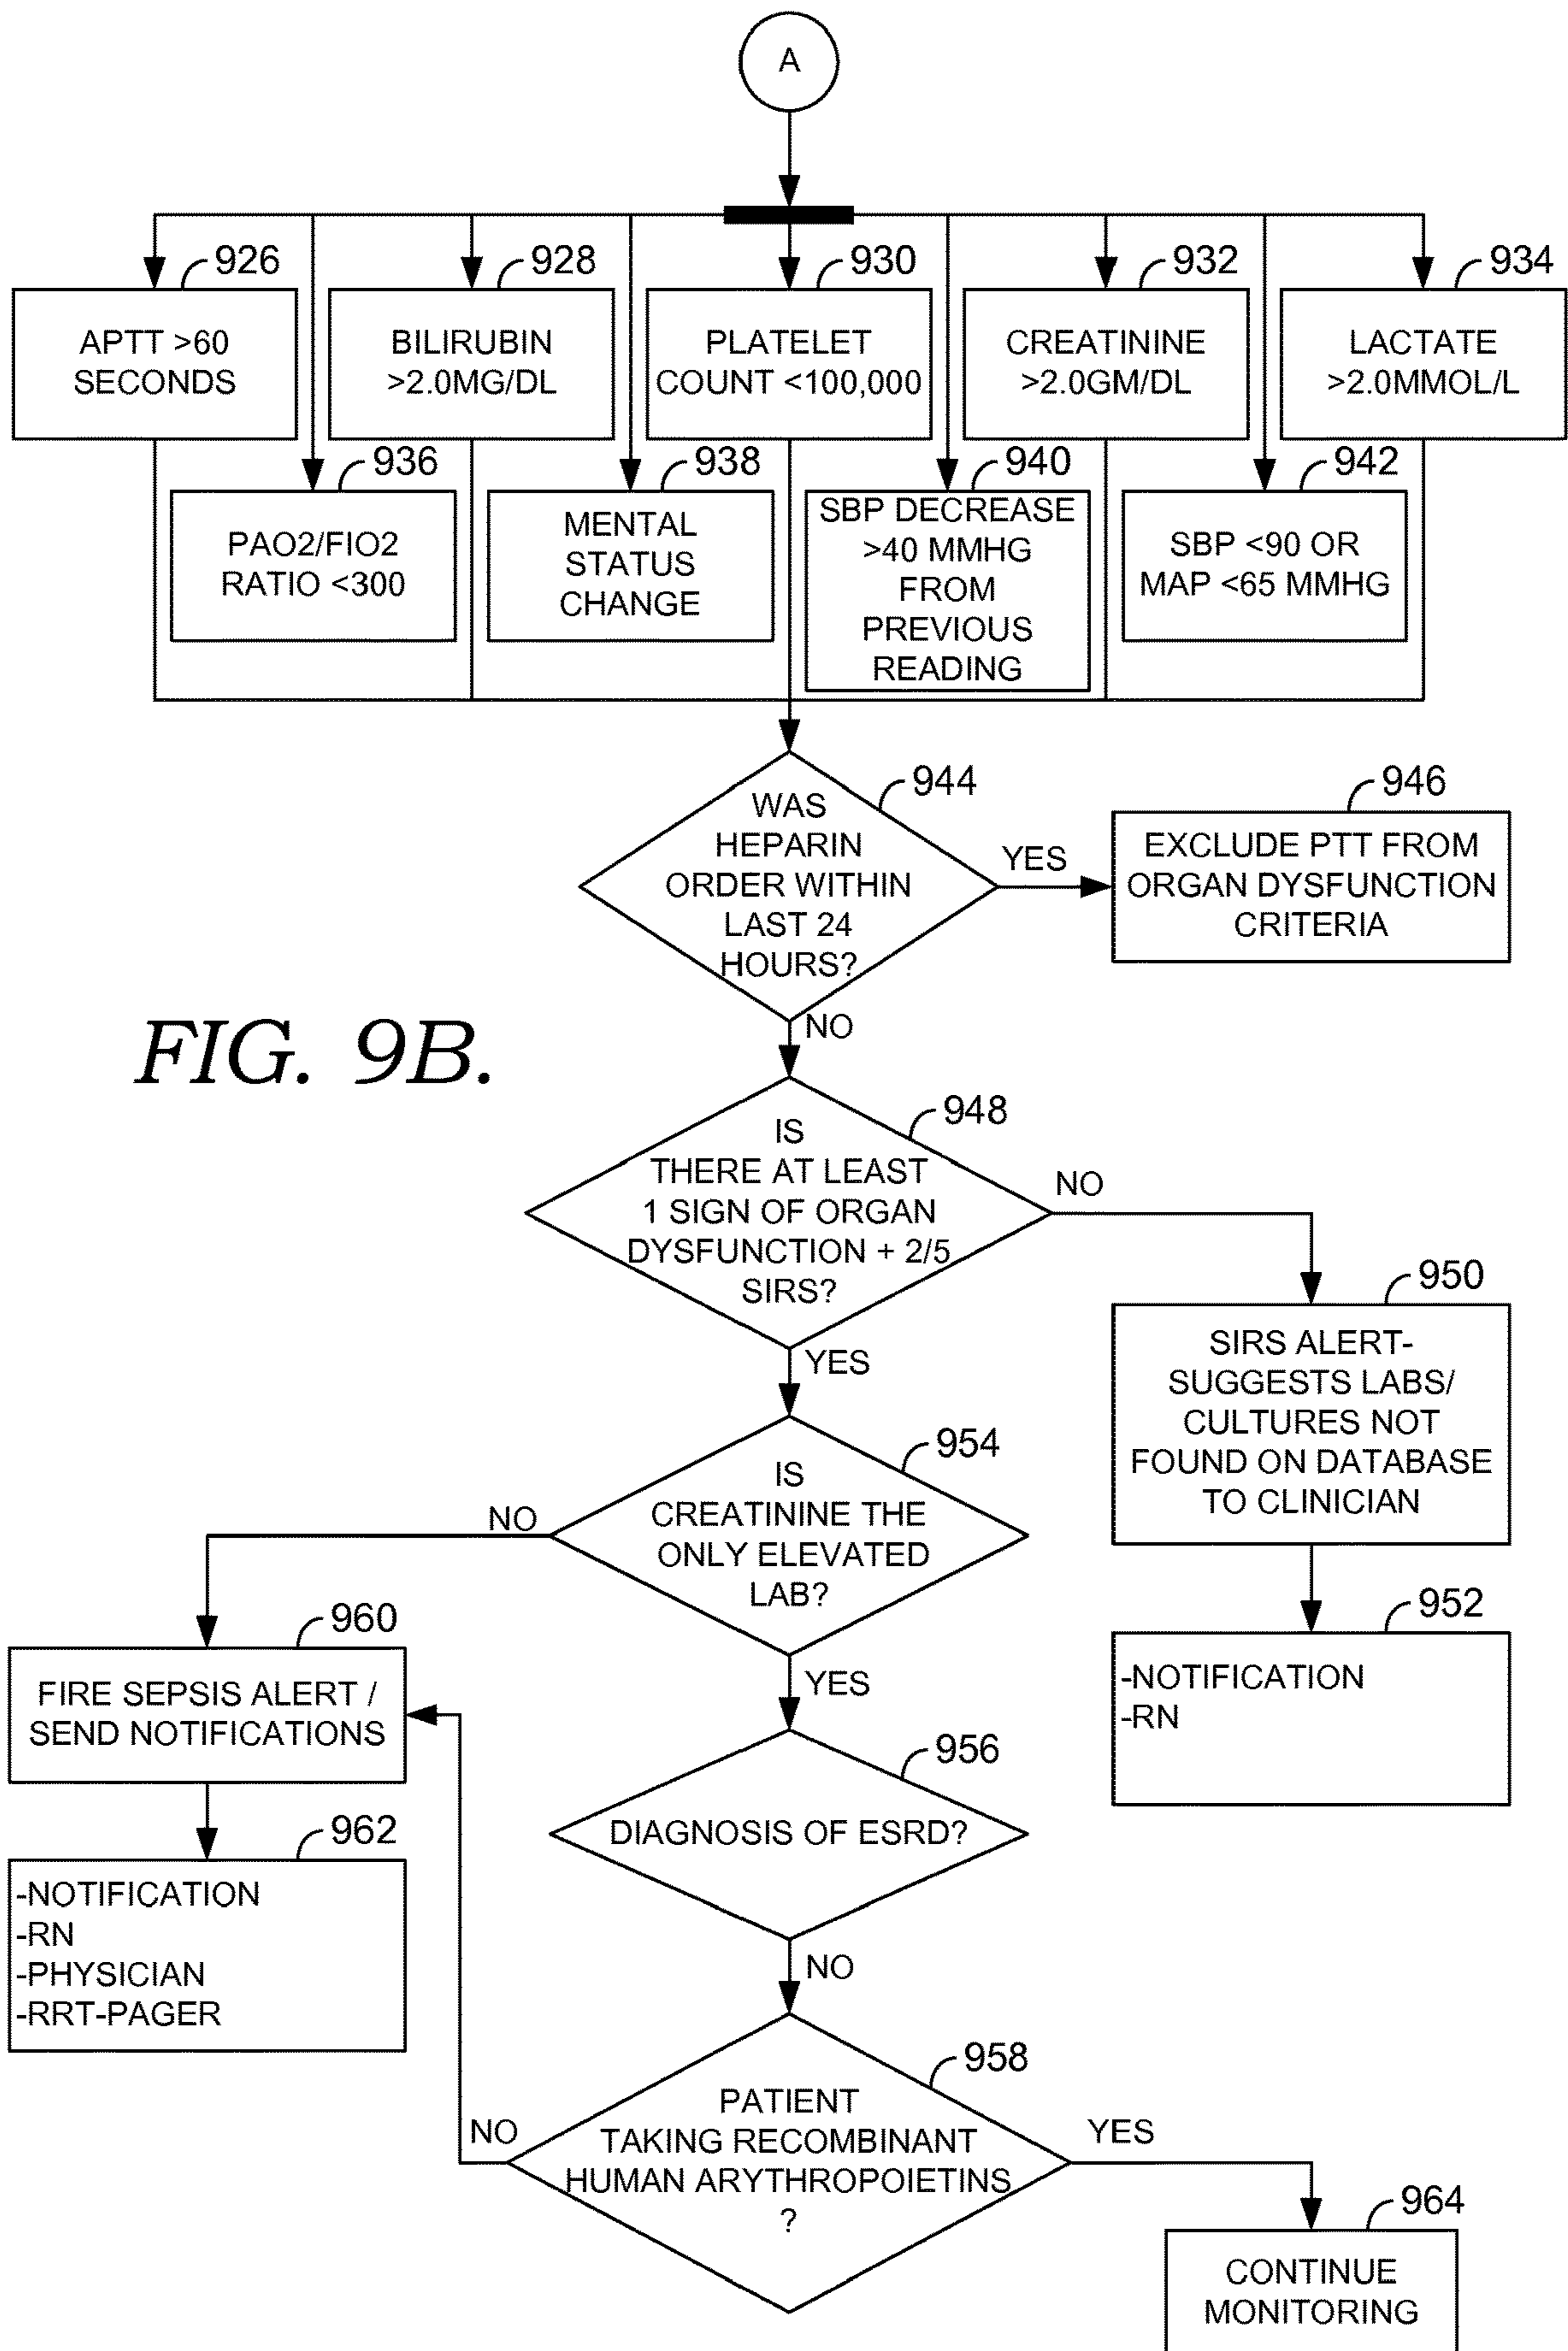 A
926
APTT >60
SECONDS
928
BILIRUBIN
>2.0MG/DL
930
PLATELET
COUNT <100,000
932
CREATININE
>2.0GM/DL
934
LACTATE
>2.0MMOL/L
936
PAO2/FIO2
RATIO <300
938
MENTAL
STATUS
CHANGE
940
SBP DECREASE
>40 MMHG
FROM
PREVIOUS
READING
942
SBP <90 OR
MAP <65 MMHG
944
WAS
HEPARIN
ORDER WITHIN
LAST 24
HOURS?
YES
946
EXCLUDE PTT FROM
ORGAN DYSFUNCTION
CRITERIA
NO
FIG. 9B.
948
IS
THERE AT LEAST
1 SIGN OF ORGAN
DYSFUNCTION + 2/5
SIRS?
NO
950
SIRS ALERT-
SUGGESTS LABS/
CULTURES NOT
FOUND ON DATABASE
TO CLINICIAN
952
-NOTIFICATION
-RN
YES
954
IS
CREATININE THE
ONLY ELEVATED
LAB?
NO
960
FIRE SEPSIS ALERT /
SEND NOTIFICATIONS
962
-NOTIFICATION
-RN
-PHYSICIAN
-RRT-PAGER
YES
956
DIAGNOSIS OF ESRD?
NO
958
PATIENT
TAKING RECOMBINANT
HUMAN ARYTHROPOIETINS
?
NO
YES
964
CONTINUE
MONITORING